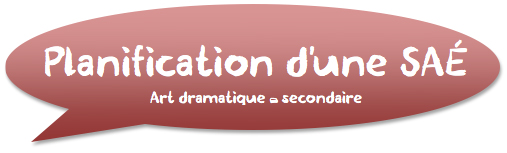 Planification d'une SAÉ
Art dramatique - secondaire